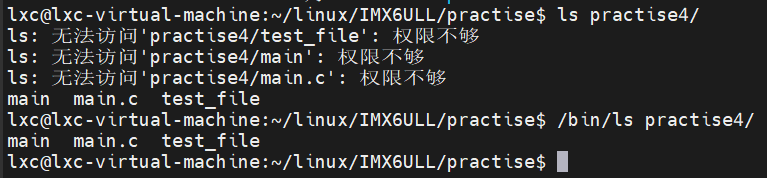 lxc@lxc-virtual-machine:~/linux/IMX6ULL/practise$ ls practise4/
ls: 无法访问'practise4/test_file': 权限不够
ls: 无法访问'practise4/main': 权限不够
ls: 无法访问'practise4/main.c': 权限不够
main  main.c  test_file
lxc@lxc-virtual-machine:~/linux/IMX6ULL/practise$ /bin/ls practise4/
main  main.c  test_file
lxc@lxc-virtual-machine:~/linux/IMX6ULL/practise$